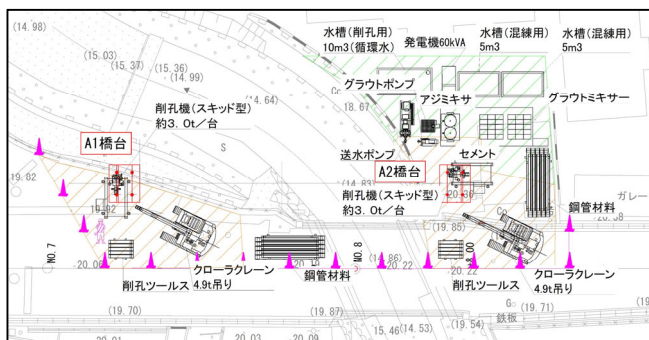 (14.98)
(15.03)
(15.37)
(15.36)
(14.99)
(14.64)
水槽(削孔用)
10m3(循環水)
発電機60kVA
水槽(混練用)
5m3
水槽(混練用)
5m3
グラウトポンプ
18.67
アジミキサ
グラウトミキサー
削孔機(スキッド型)
約3.0t/台
S
A1橋台
送水ポンプ
A2橋台
セメント
19.02
(14.83)
削孔機(スキッド型)
約3.0t/台
20.30
ガレー
19.02
鋼管材料
(19.85)
NO.7
NO.8
20.22
20.22
削孔ツールス
クローラクレーン
4.9t吊り
鋼管材料
削孔ツールス
クローラクレーン
4.9t吊り
(19.70)
(19.87)
15.46
(14.53)
(19.54)
鉄板
(19.71)
20.03
20.09